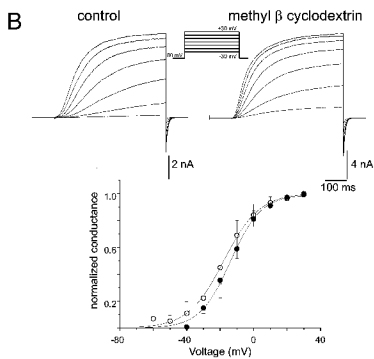 B
control
methyl β cyclodextrin
+30 mV
-80 mV
-30 mV
2 nA
4 nA
100 ms
normalized conductance
1.0
0.6
0.2
-80
-40
0
40
Voltage (mV)